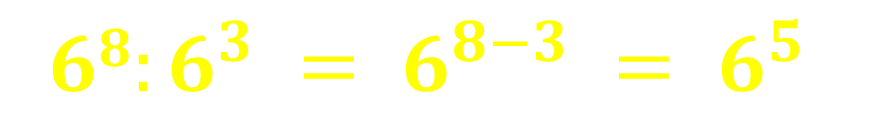 6⁸: 6³ = 6⁸⁻³ = 6⁵